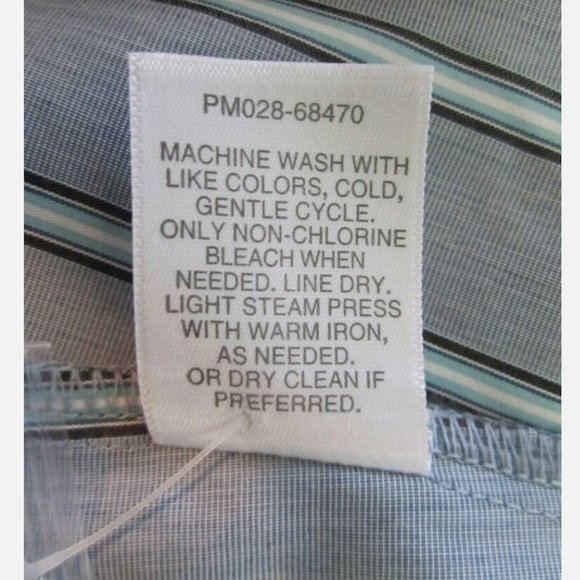 PM028-68470
MACHINE WASH WITH
LIKE COLORS, COLD,
GENTLE CYCLE.
ONLY NON-CHLORINE
BLEACH WHEN
NEEDED. LINE DRY.
LIGHT STEAM PRESS
WITH WARM IRON,
AS NEEDED.
OR DRY CLEAN IF
PREFERRED.